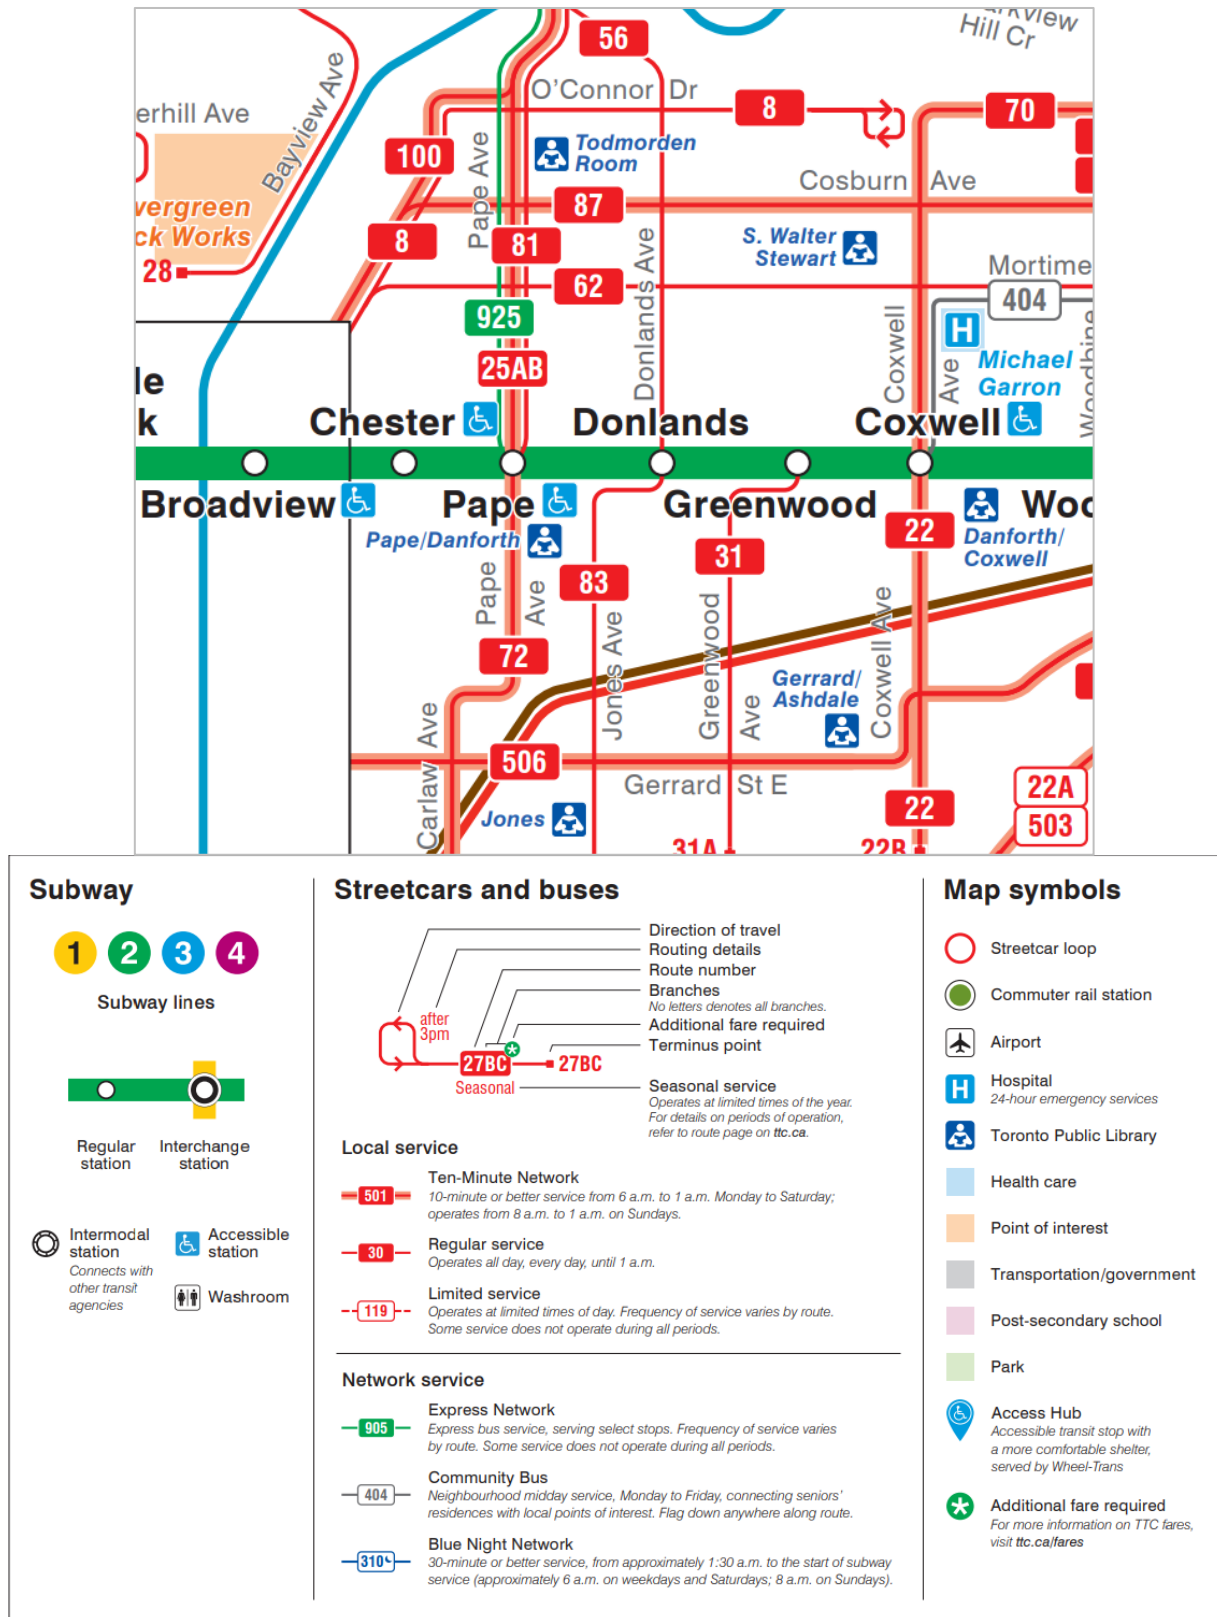 56
arkview
Hill Cr
O'Connor Dr
8
70
erhill Ave
Bayview Ave
100
Pape Ave
Todmorden
Room
Cosburn Ave
vergreen
ck Works
87
8
81
Donlands Ave
S. Walter
Stewart
28
62
Mortime
404
925
Coxwell
Ave
H
Michael
Garron
Woodbine
25AB
le
k
Chester
Donlands
Coxwell
Broadview
Pape
Greenwood
Woo
Pape/Danforth
22
Danforth/
Coxwell
31
83
Pape
Ave
72
Jones Ave
Greenwood
Ave
Gerrard/
Ashdale
Coxwell Ave
Carlaw Ave
506
Gerrard St E
22A
22
503
Jones
31A
22B
Subway
1 2 3 4
Subway lines
Regular
station
Interchange
station
Intermodal
station
Connects with
other transit
agencies
Accessible
station
Washroom
Streetcars and buses
Direction of travel
Routing details
Route number
Branches
No letters denotes all branches.
Additional fare required
Terminus point
after
3pm
27BC
27BC
Seasonal
Seasonal service
Operates at limited times of the year.
For details on periods of operation,
refer to route page on ttc.ca.
Local service
501
Ten-Minute Network
10-minute or better service from 6 a.m. to 1 a.m. Monday to Saturday;
operates from 8 a.m. to 1 a.m. on Sundays.
30
Regular service
Operates all day, every day, until 1 a.m.
119
Limited service
Operates at limited times of day. Frequency of service varies by route.
Some service does not operate during all periods.
Network service
905
Express Network
Express bus service, serving select stops. Frequency of service varies
by route. Some service does not operate during all periods.
404
Community Bus
Neighbourhood midday service, Monday to Friday, connecting seniors'
residences with local points of interest. Flag down anywhere along route.
310
Blue Night Network
30-minute or better service, from approximately 1:30 a.m. to the start of subway
service (approximately 6 a.m. on weekdays and Saturdays; 8 a.m. on Sundays).
Map symbols
Streetcar loop
Commuter rail station
Airport
H
Hospital
24-hour emergency services
Toronto Public Library
Health care
Point of interest
Transportation/government
Post-secondary school
Park
Access Hub
Accessible transit stop with
a more comfortable shelter,
served by Wheel-Trans
Additional fare required
For more information on TTC fares,
visit ttc.ca/fares